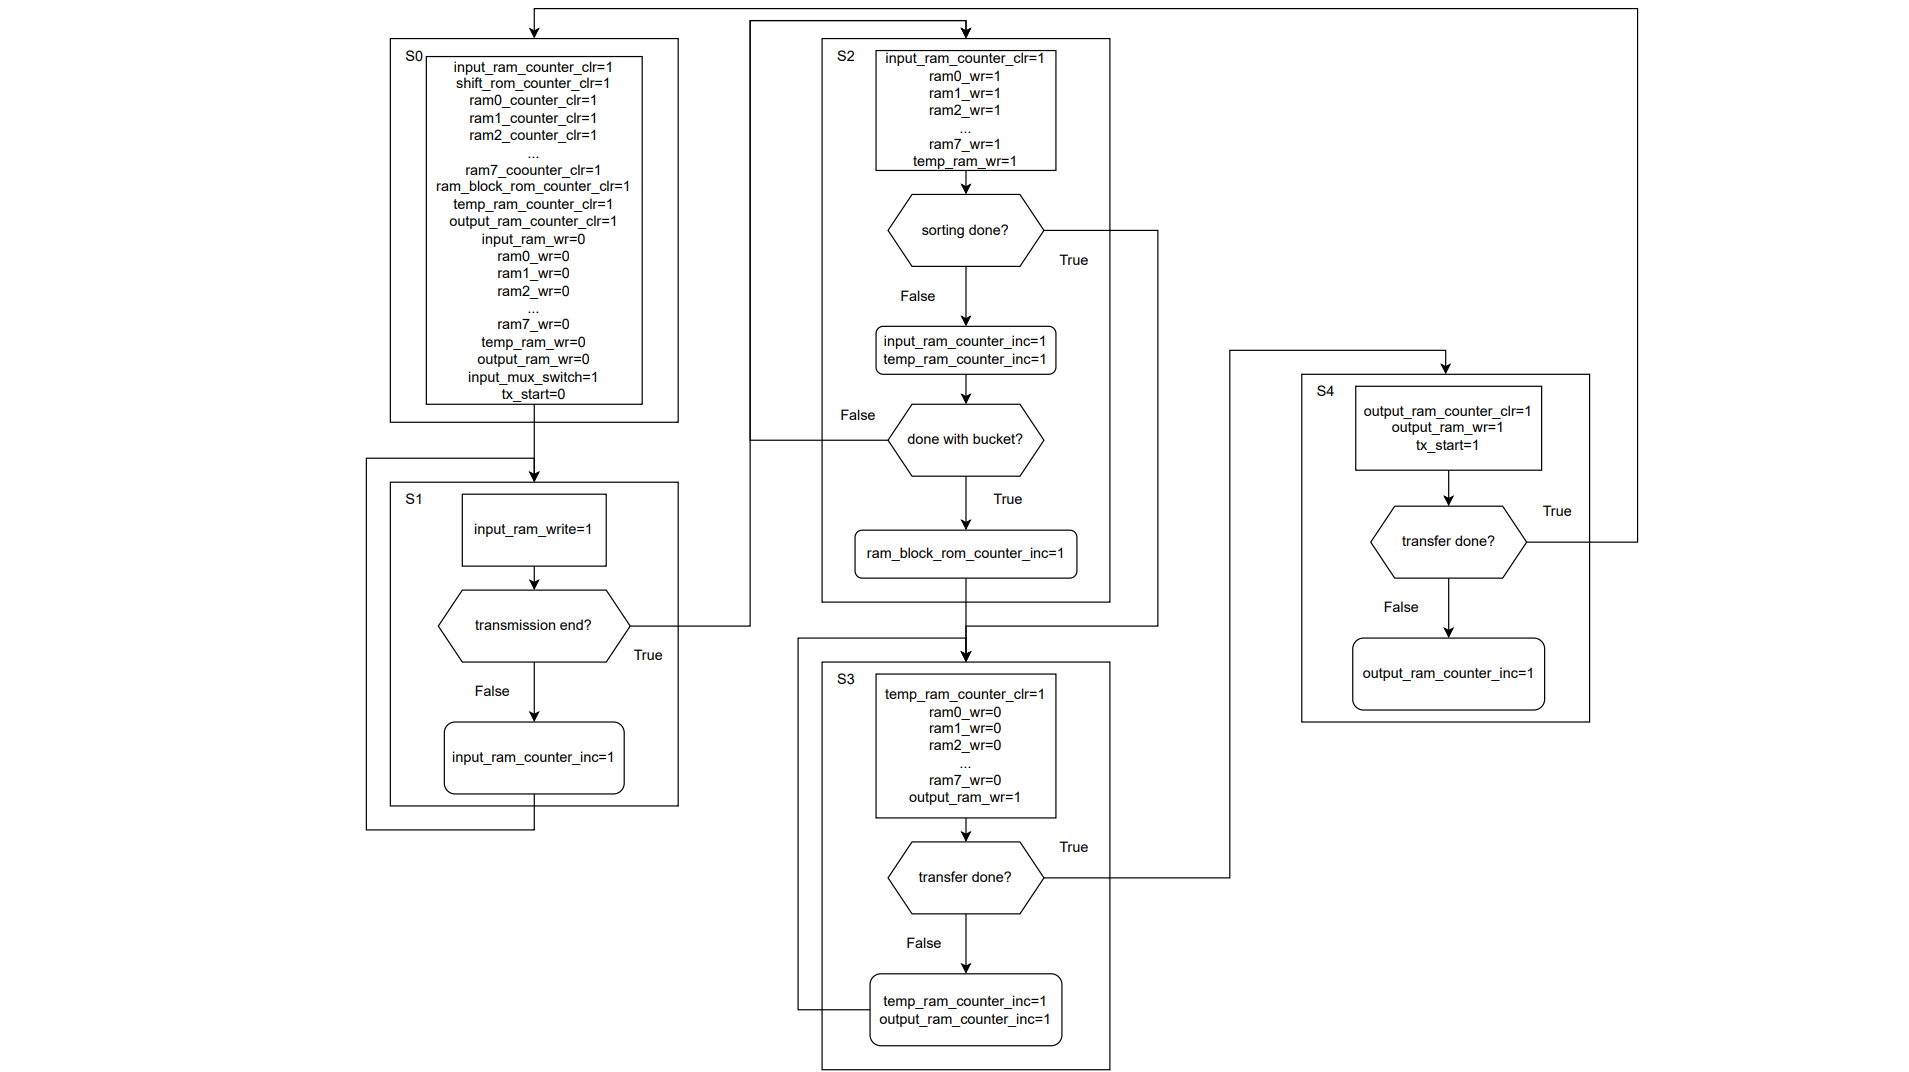 S0
input_ram_counter_clr=1
shift_rom_counter_clr=1
ram0_counter_clr=1
ram1_counter_clr=1
ram2_counter_clr=1
...
ram7_coounter_clr=1
ram_block_rom_counter_clr=1
temp_ram_counter_clr=1
output_ram_counter_clr=1
input_ram_wr=0
ram0_wr=0
ram1_wr=0
ram2_wr=0
...
ram7_wr=0
temp_ram_wr=0
output_ram_wr=0
input_mux_switch=1
tx_start=0
S1
input_ram_write=1
transmission end?
True
False
input_ram_counter_inc=1
S2
input_ram_counter_clr=1
ram0_wr=1
ram1_wr=1
ram2_wr=1
...
ram7_wr=1
temp_ram_wr=1
sorting done?
True
False
input_ram_counter_inc=1
temp_ram_counter_inc=1
False
done with bucket?
True
ram_block_rom_counter_inc=1
S3
temp_ram_counter_clr=1
ram0_wr=0
ram1_wr=0
ram2_wr=0
...
ram7_wr=0
output_ram_wr=1
True
transfer done?
False
temp_ram_counter_inc=1
output_ram_counter_inc=1
S4
output_ram_counter_clr=1
output_ram_wr=1
tx_start=1
True
transfer done?
False
output_ram_counter_inc=1